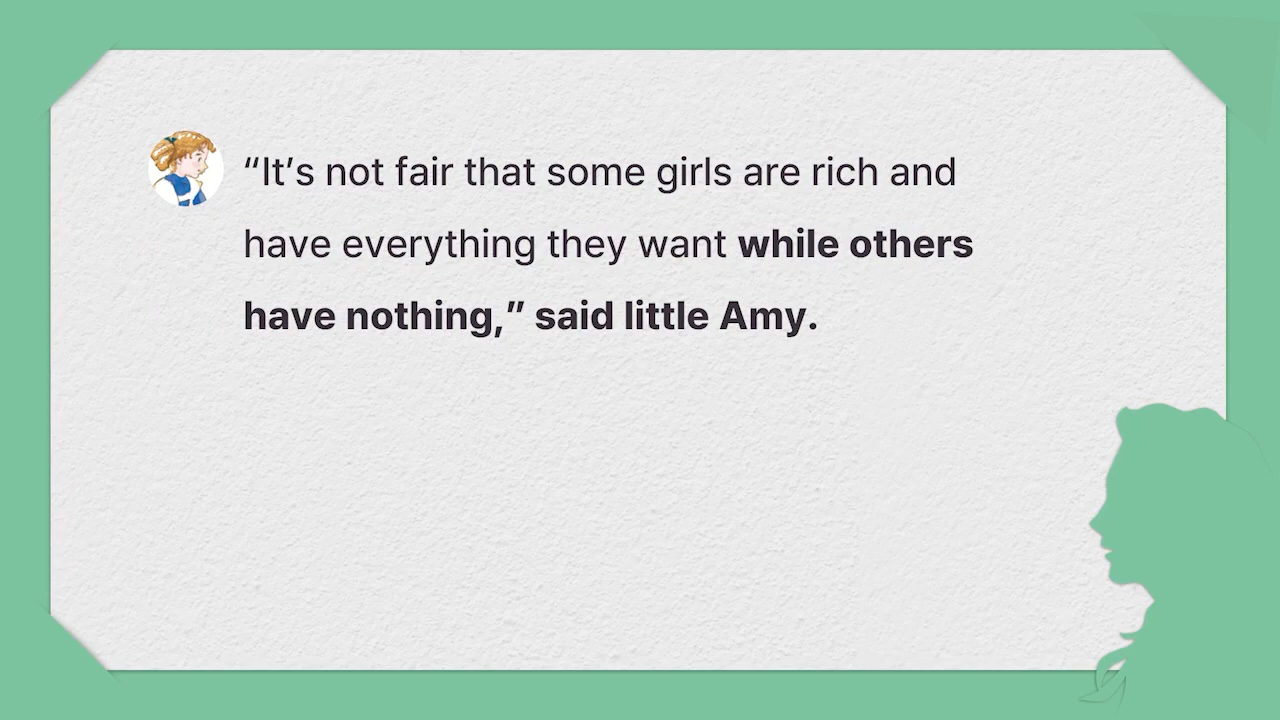 “It’s not fair that some girls are rich and
have everything they want while others
have nothing,” said little Amy.